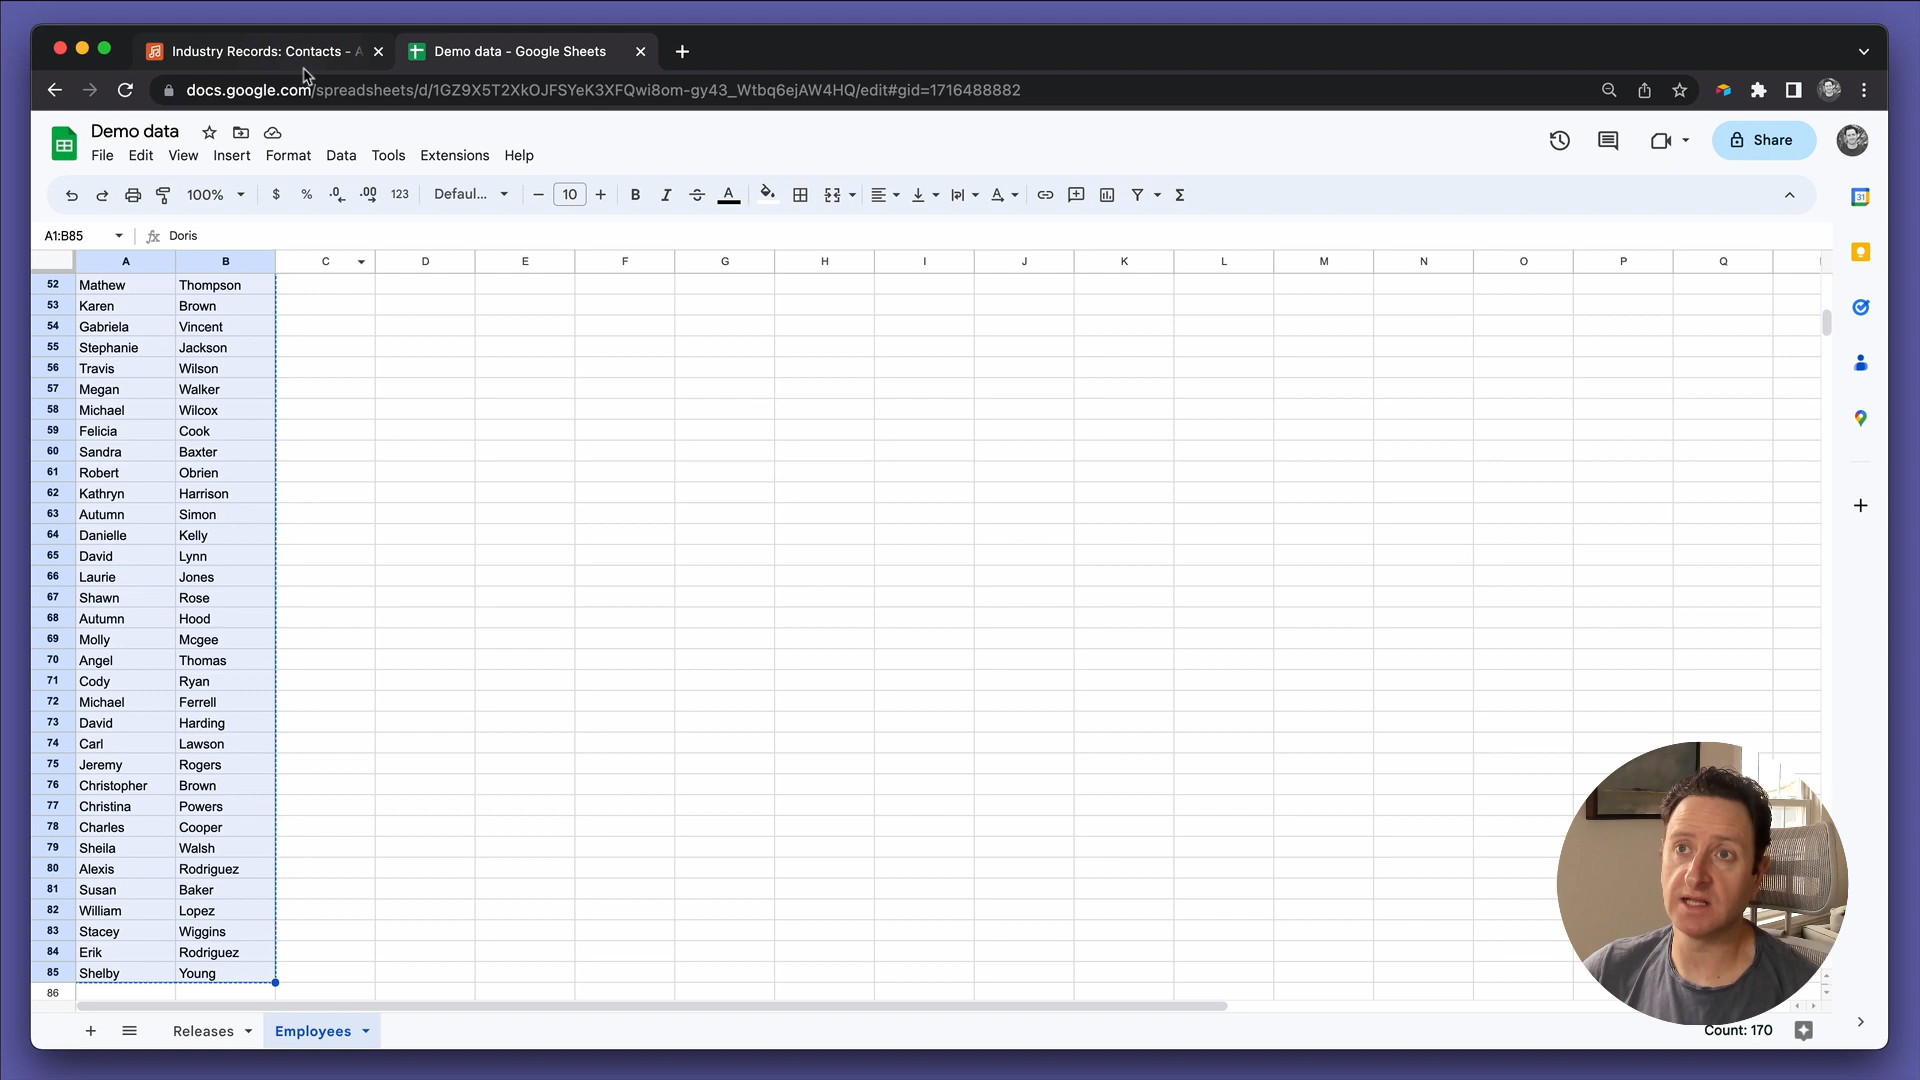 Industry Records: Contacts - A
Demo data - Google Sheets
docs.google.com/spreadsheets/d/1GZ9X5T2XkOJFSYeK3XFQwi8om-gy43_Wtbq6ejAW4HQ/edit#gid=1716488882
Demo data
File Edit View Insert Format Data Tools Extensions Help
Share
31
100% $ % .0 .00 123 Defaul... − 10 + B I S A Σ
A1:B85 fx Doris
A B C D E F G H I J K L M N O P Q
52 Mathew Thompson
53 Karen Brown
54 Gabriela Vincent
55 Stephanie Jackson
56 Travis Wilson
57 Megan Walker
58 Michael Wilcox
59 Felicia Cook
60 Sandra Baxter
61 Robert Obrien
62 Kathryn Harrison
63 Autumn Simon
64 Danielle Kelly
65 David Lynn
66 Laurie Jones
67 Shawn Rose
68 Autumn Hood
69 Molly Mcgee
70 Angel Thomas
71 Cody Ryan
72 Michael Ferrell
73 David Harding
74 Carl Lawson
75 Jeremy Rogers
76 Christopher Brown
77 Christina Powers
78 Charles Cooper
79 Sheila Walsh
80 Alexis Rodriguez
81 Susan Baker
82 William Lopez
83 Stacey Wiggins
84 Erik Rodriguez
85 Shelby Young
86
Releases Employees Count: 170